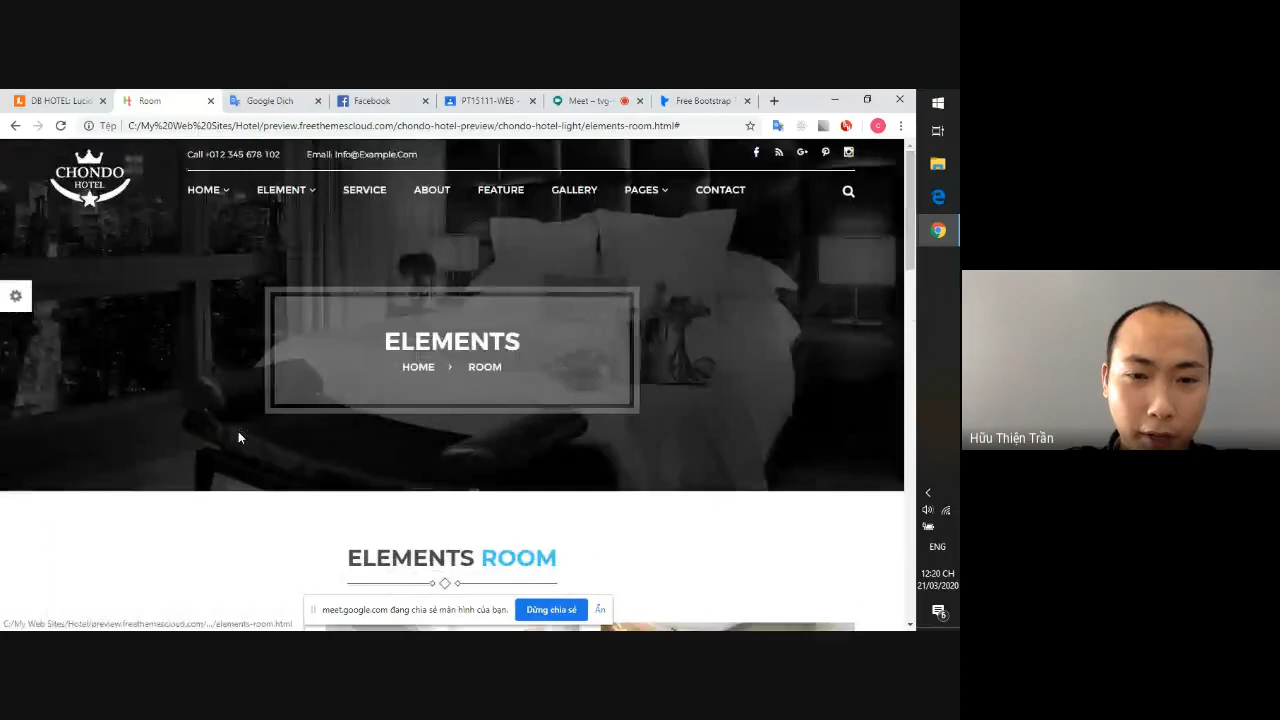 DB HOTEL: Lucid
Room
Google Dịch
Facebook
PT15111-WEB -
Meet – tvg-
Free Bootstrap
Tệp
C:/My%20Web%20Sites/Hotel/preview.freethemescloud.com/chondo-hotel-preview/chondo-hotel-light/elements-room.html#
Call +012 345 678 102
Email: Info@Example.Com
CHONDO
HOTEL
HOME
ELEMENT
SERVICE
ABOUT
FEATURE
GALLERY
PAGES
CONTACT
ELEMENTS
HOME > ROOM
ELEMENTS ROOM
meet.google.com đang chia sẻ màn hình của bạn.
Dừng chia sẻ
Ẩn
C:/My Web Sites/Hotel/preview.freethemescloud.com/.../elements-room.html
ENG
12:20 CH
21/03/2020
Hữu Thiện Trần